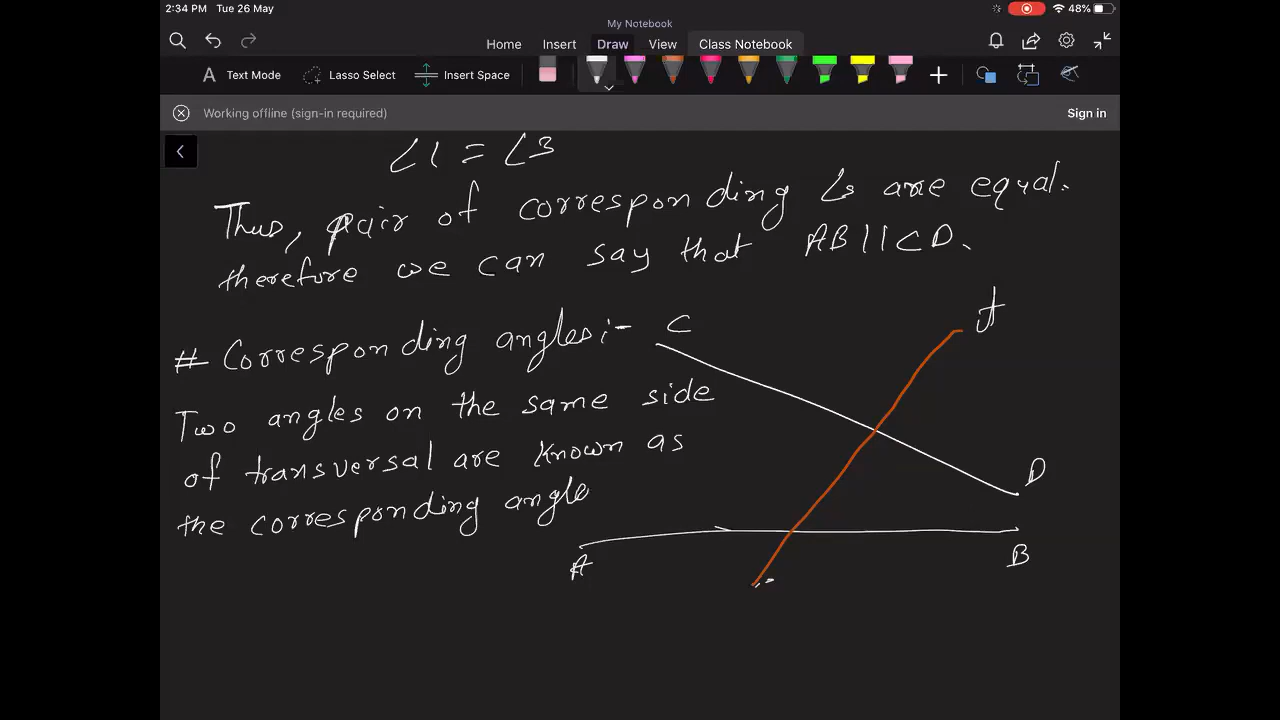 2:34 PM Tue 26 May
48%
My Notebook
Home Insert Draw View Class Notebook
Text Mode Lasso Select Insert Space
Working offline (sign-in required)
Sign in
∠1 = ∠3
Thus, pair of corresponding ∠s are equal.
therefore we can say that AB||CD.
# Corresponding angles:-
Two angles on the same side
of transversal are known as
the corresponding angle
C
D
A
B